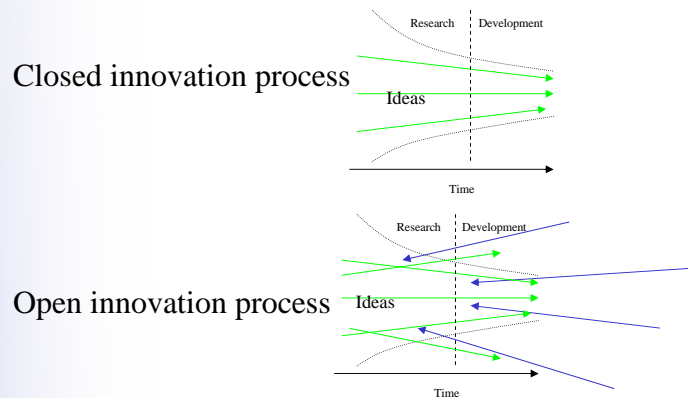 Research Development
Closed innovation process
Ideas
Time
Research Development
Open innovation process
Ideas
Time